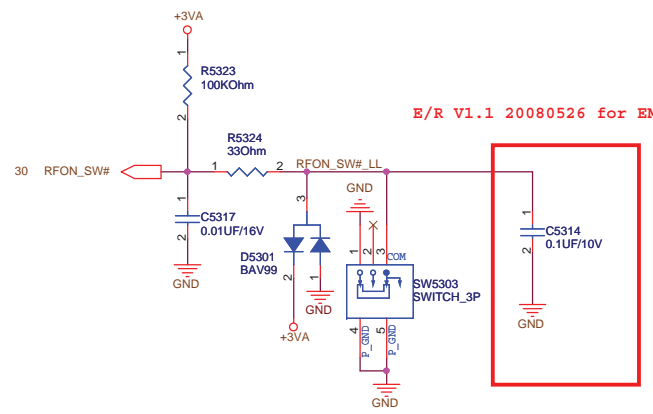 +3VA
1
R5323
100KOhm
2
E/R V1.1 20080526 for
R5324
33Ohm
30 RFON_SW# 1 2 RFON_SW#_LL
GND
1
C5317
0.01UF/16V
2
GND
3
D5301
BAV99
2 1
GND
+3VA
1 2 3
COM
SW5303
SWITCH_3P
4 P_GND
5 P_GND
GND
1
C5314
0.1UF/10V
2
GND